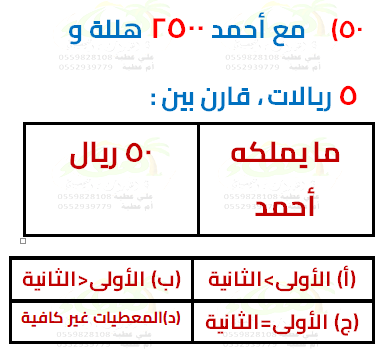 ٥٠) مع أحمد ٢٥٠٠ هللة و
٥ ريالات ، قارن بين :
ما يملكه أحمد
٥٠ ريال
(أ) الأولى>الثانية
(ب) الأولى<الثانية
(ج) الأولى=الثانية
(د)المعطيات غير كافية